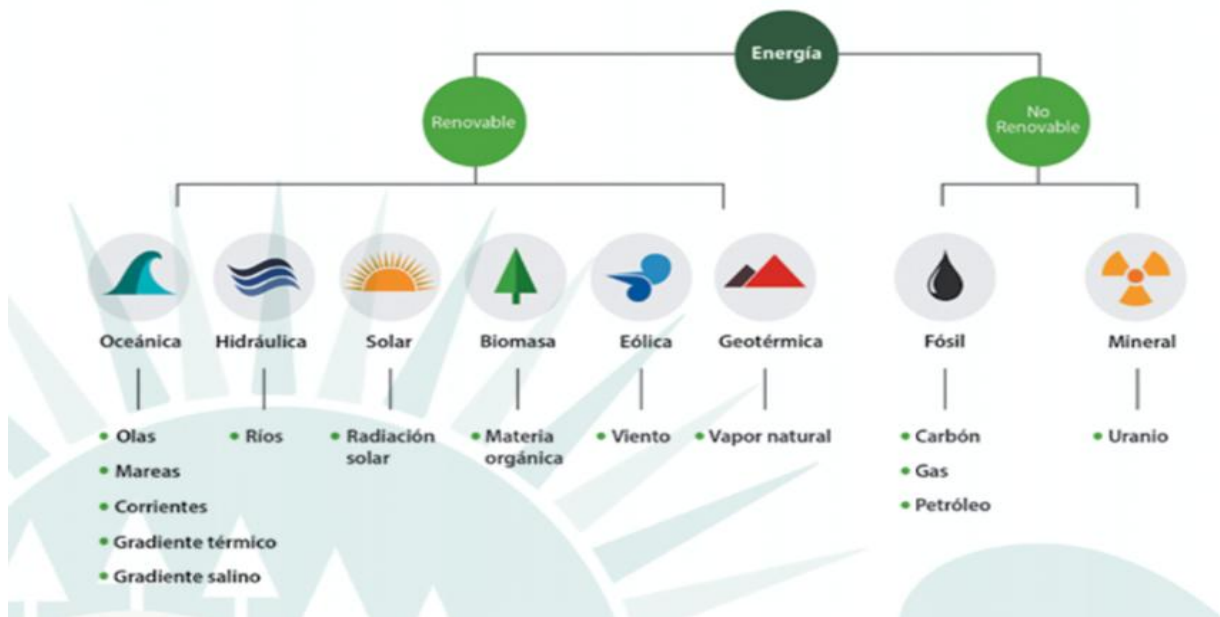 Energía
Renovable
No
Renovable
Oceánica
Hidráulica
Solar
Biomasa
Eólica
Geotérmica
Fósil
Mineral
• Olas
• Mareas
• Corrientes
• Gradiente térmico
• Gradiente salino
• Ríos
• Radiación
solar
• Materia
orgánica
• Viento
• Vapor natural
• Carbón
• Gas
• Petróleo
• Uranio